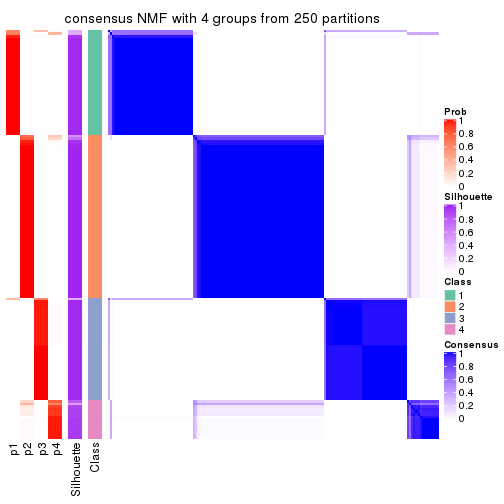 consensus NMF with 4 groups from 250 partitions
Prob
1
0.8
0.6
0.4
0.2
0
Silhouette
1
0.8
0.6
0.4
0.2
0
Class
1
2
3
4
Consensus
1
0.8
0.6
0.4
0.2
0
p1
p2
p3
p4
Silhouette
Class